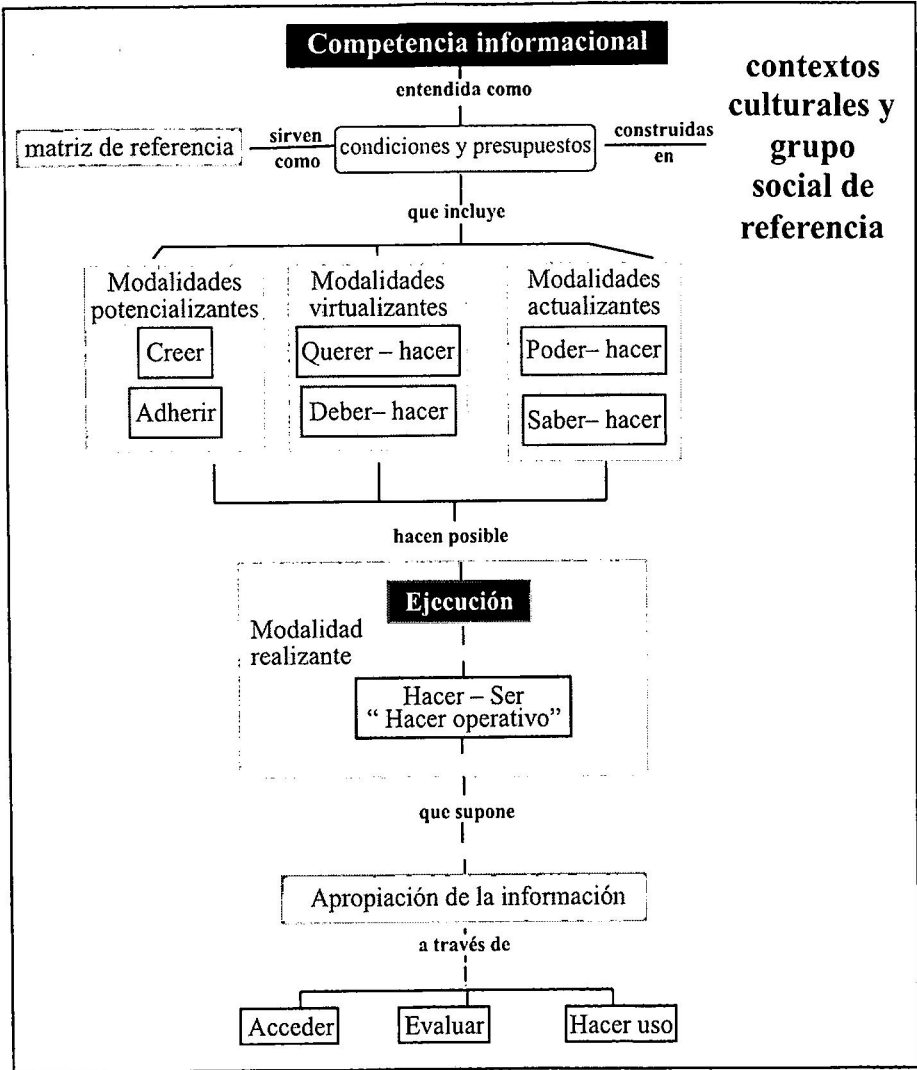 Competencia informacional
entendida como
matriz de referencia
sirven
como
condiciones y presupuestos
construidas
en
contextos
culturales y
grupo
social de
referencia
que incluye
Modalidades
potencializantes
Creer
Adherir
Modalidades
virtualizantes
Querer – hacer
Deber– hacer
Modalidades
actualizantes
Poder– hacer
Saber– hacer
hacen posible
Ejecución
Modalidad
realizante
Hacer – Ser
“ Hacer operativo”
que supone
Apropiación de la información
a través de
Acceder
Evaluar
Hacer uso